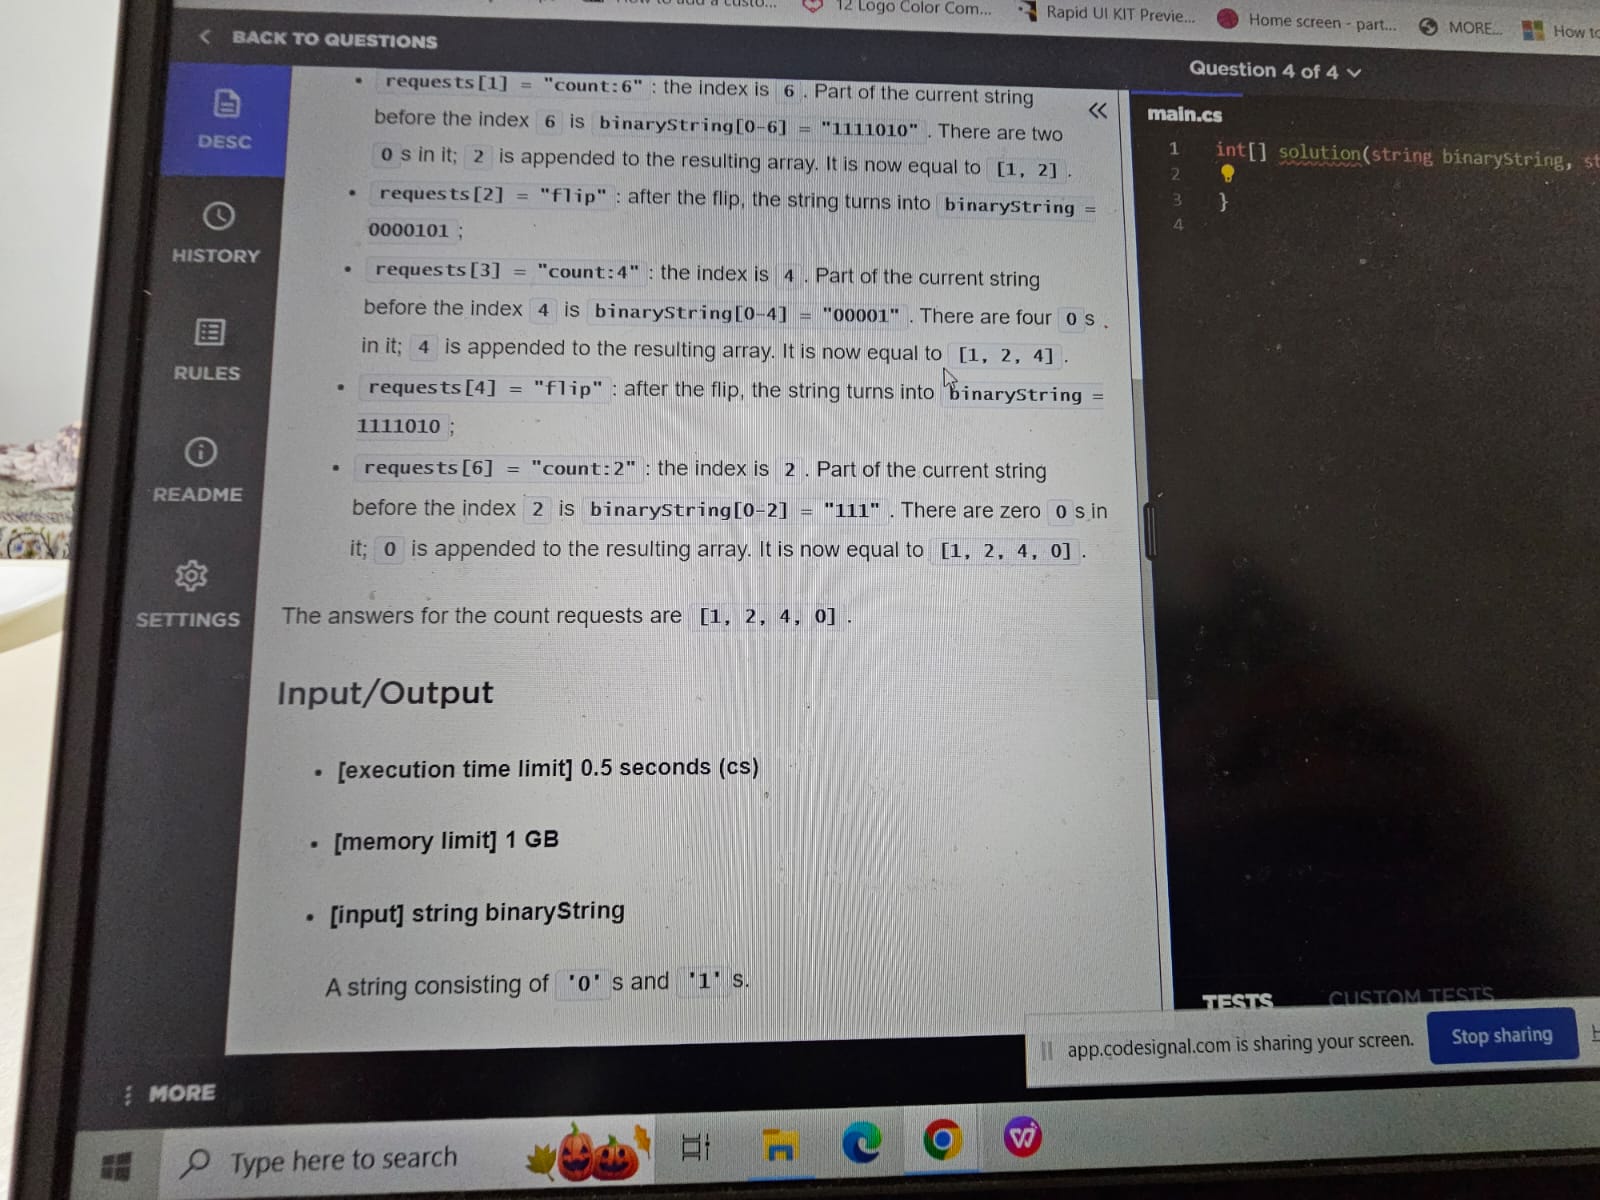 12 Logo Color Com...
Rapid UI KIT Previe...
Home screen - part...
MORE...
BACK TO QUESTIONS
Question 4 of 4
DESC
HISTORY
RULES
README
SETTINGS
MORE
requests[1] = "count:6" : the index is 6 . Part of the current string
before the index 6 is binaryString[0-6] = "1111010" . There are two
0 s in it; 2 is appended to the resulting array. It is now equal to [1, 2] .
requests[2] = "flip" : after the flip, the string turns into binaryString =
0000101 ;
requests[3] = "count:4" : the index is 4 . Part of the current string
before the index 4 is binaryString[0-4] = "00001" . There are four 0 s
in it; 4 is appended to the resulting array. It is now equal to [1, 2, 4] .
requests[4] = "flip" : after the flip, the string turns into binaryString =
1111010 ;
requests[6] = "count:2" : the index is 2 . Part of the current string
before the index 2 is binaryString[0-2] = "111" . There are zero 0 s in
it; 0 is appended to the resulting array. It is now equal to [1, 2, 4, 0] .
The answers for the count requests are [1, 2, 4, 0] .
Input/Output
[execution time limit] 0.5 seconds (cs)
[memory limit] 1 GB
[input] string binaryString
A string consisting of '0' s and '1' s.
main.cs
1 int[] solution(string binaryString, st
2
3 }
4
TESTS
CUSTOM TESTS
app.codesignal.com is sharing your screen.
Stop sharing
Type here to search